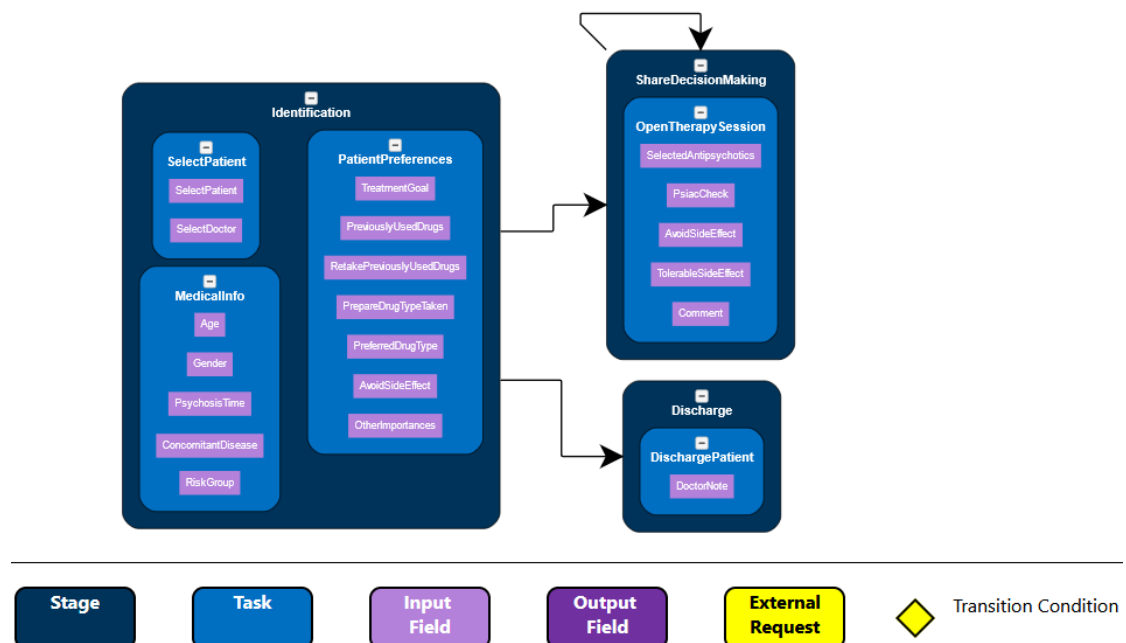 Identification
SelectPatient
SelectPatient
SelectDoctor
MedicalInfo
Age
Gender
PsychosisTime
ConcomitantDisease
RiskGroup
PatientPreferences
TreatmentGoal
PreviouslyUsedDrugs
RetakePreviouslyUsedDrugs
PrepareDrugTypeTaken
PreferredDrugType
AvoidSideEffect
OtherImportances
ShareDecisionMaking
OpenTherapySession
SelectedAntipsychotics
PsiacCheck
AvoidSideEffect
TolerableSideEffect
Comment
Discharge
DischargePatient
DoctorNote
Stage
Task
Input
Field
Output
Field
External
Request
Transition Condition